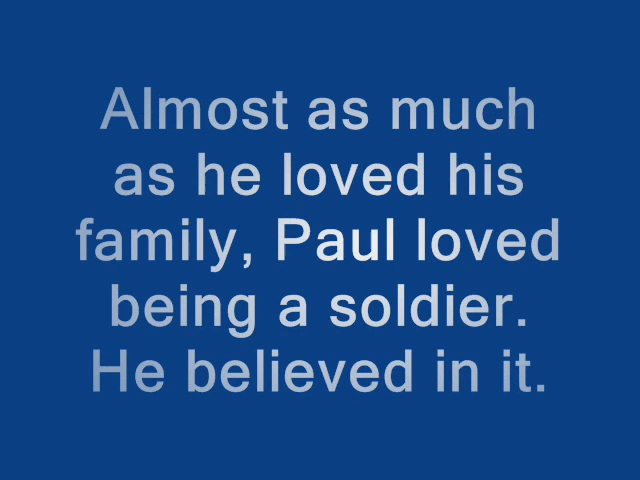 Almost as much
as he loved his
family, Paul loved
being a soldier.
He believed in it.